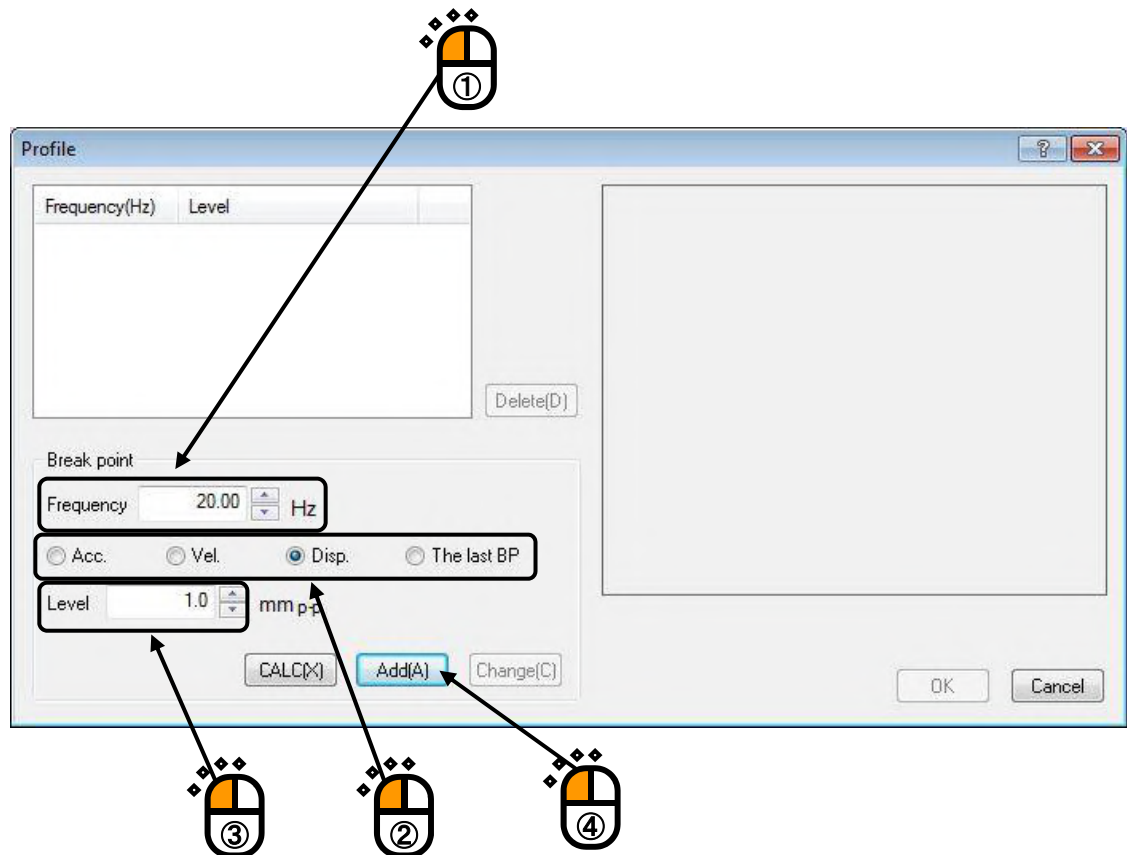 ①
Profile
Frequency(Hz) Level
Delete(D)
Break point
Frequency 20.00 Hz
Acc. Vel. Disp. The last BP
Level 1.0 mm p-p
CALC(X) Add(A) Change(C)
OK Cancel
③ ② ④